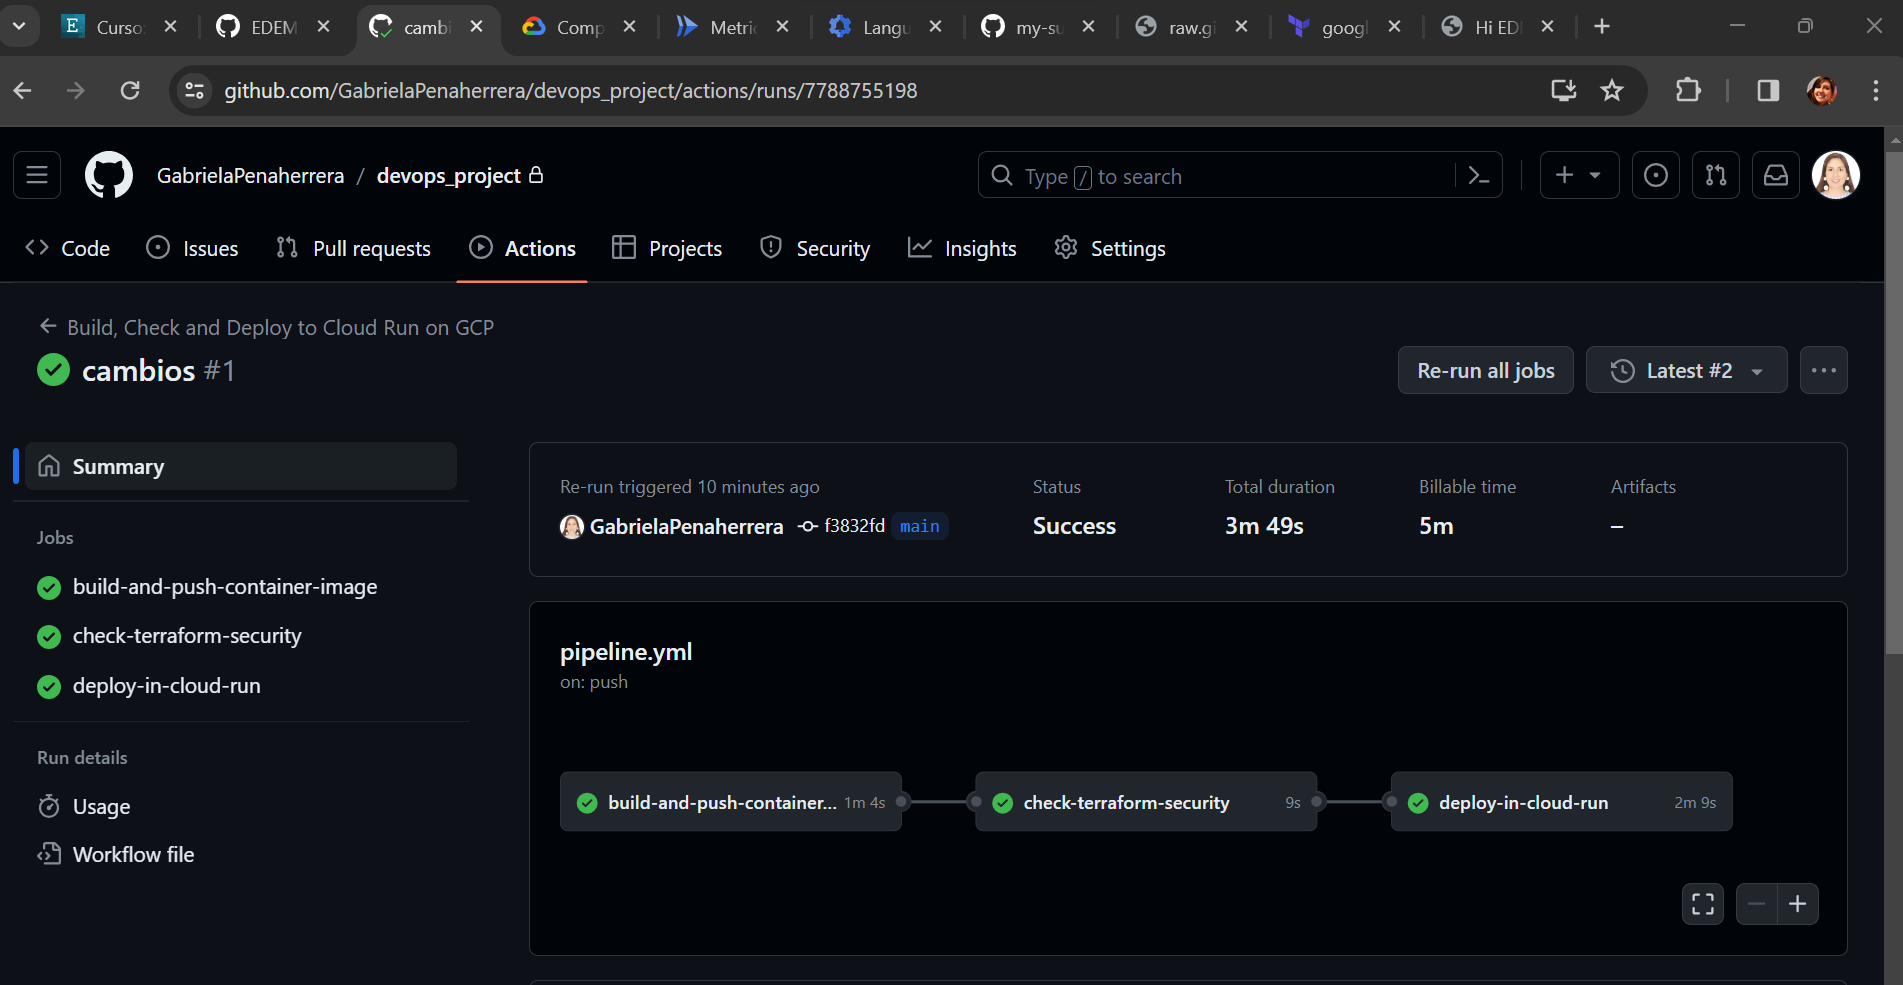 Curso
EDEM
cambi
Comp
Metric
Langu
my-su
raw.gi
googl
Hi ED
github.com/GabrielaPenaherrera/devops_project/actions/runs/7788755198
GabrielaPenaherrera / devops_project
Type / to search
Code
Issues
Pull requests
Actions
Projects
Security
Insights
Settings
Build, Check and Deploy to Cloud Run on GCP
cambios #1
Re-run all jobs
Latest #2
Summary
Jobs
build-and-push-container-image
check-terraform-security
deploy-in-cloud-run
Run details
Usage
Workflow file
Re-run triggered 10 minutes ago
GabrielaPenaherrera f3832fd main
Status
Success
Total duration
3m 49s
Billable time
5m
Artifacts
–
pipeline.yml
on: push
build-and-push-container... 1m 4s
check-terraform-security 9s
deploy-in-cloud-run 2m 9s